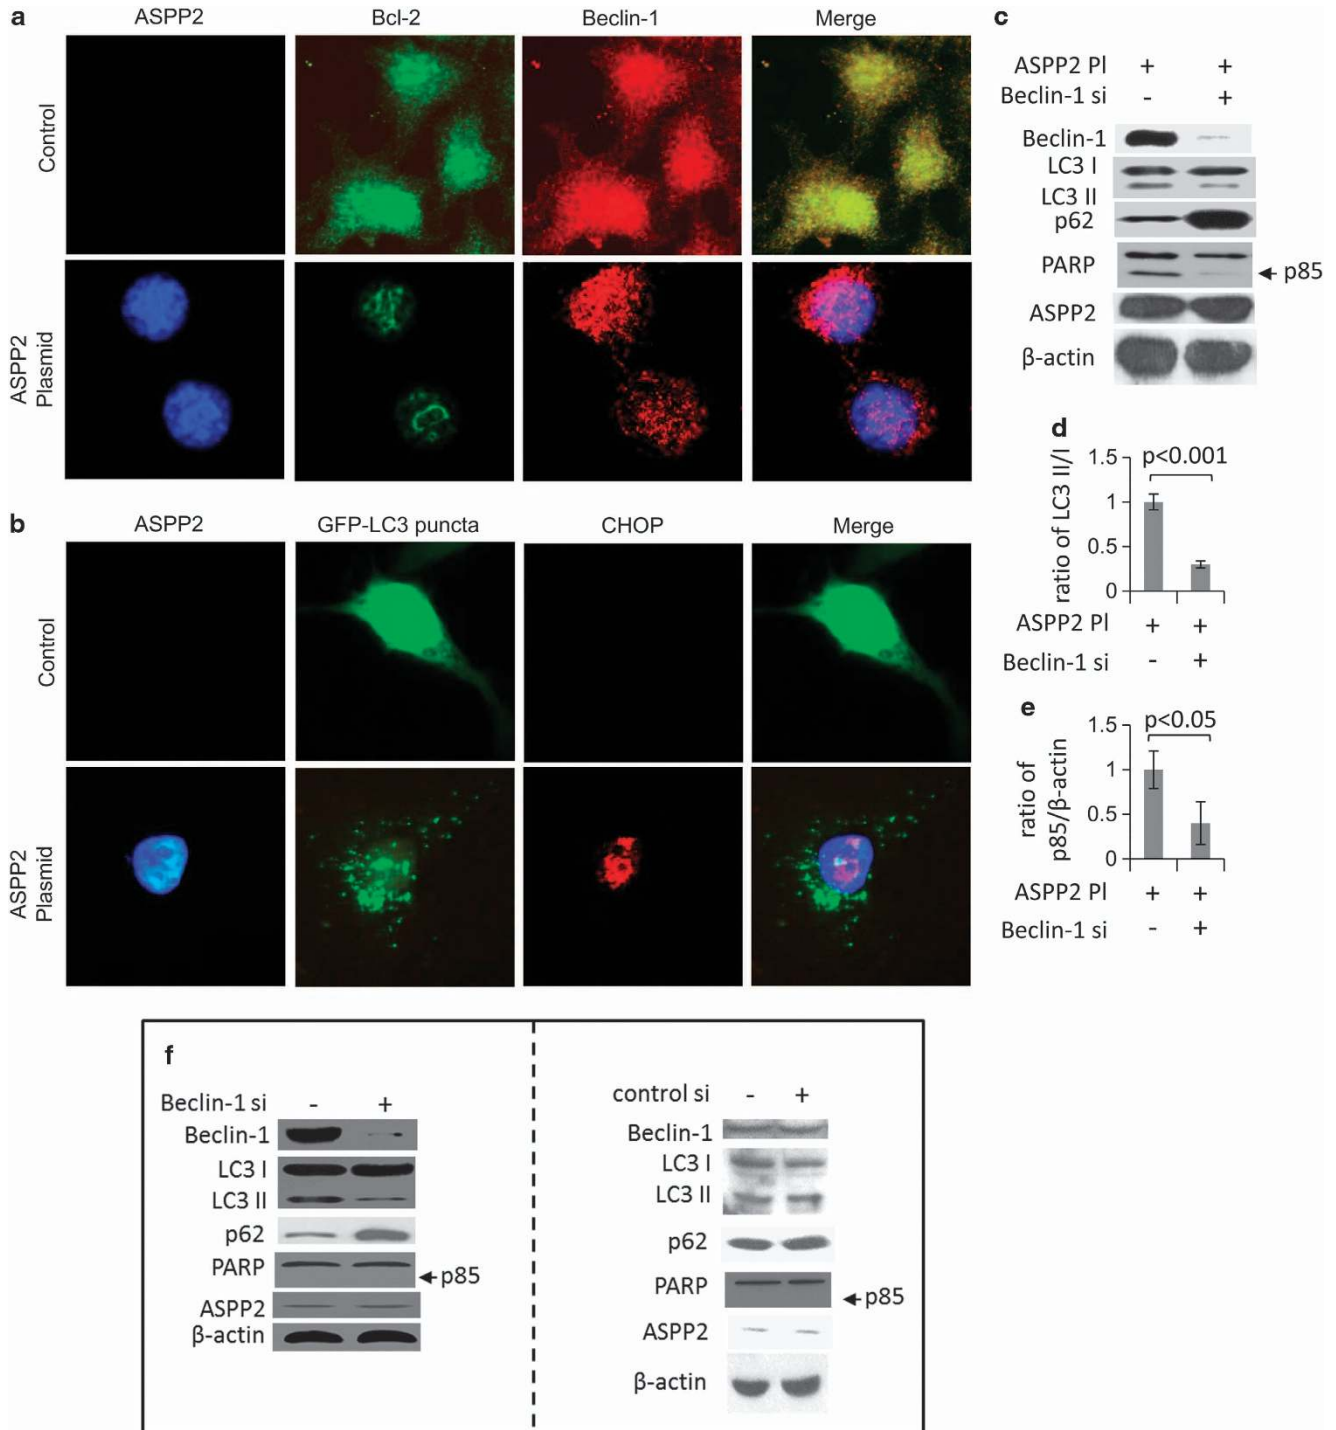 a
ASPP2 Bcl-2 Beclin-1 Merge
Control
ASPP2
Plasmid
b
ASPP2 GFP-LC3 puncta CHOP Merge
Control
ASPP2
Plasmid
c
ASPP2 Pl + +
Beclin-1 si - +
Beclin-1
LC3 I
LC3 II
p62
PARP
p85
ASPP2
β-actin
d
p<0.001
1.5
1
0.5
0
ratio of LC3 II/I
ASPP2 Pl + +
Beclin-1 si - +
e
p<0.05
1.5
1
0.5
0
ratio of
p85/β-actin
ASPP2 Pl + +
Beclin-1 si - +
f
Beclin-1 si - +
Beclin-1
LC3 I
LC3 II
p62
PARP
p85
ASPP2
β-actin
control si - +
Beclin-1
LC3 I
LC3 II
p62
PARP
p85
ASPP2
β-actin